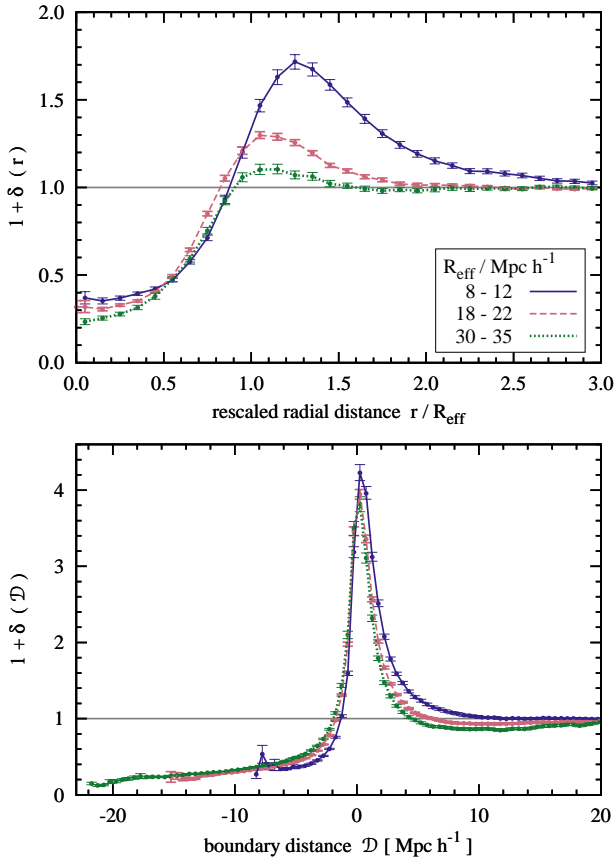 2.0
1.5
1.0
0.5
0.0
1 + δ (r)
R_eff / Mpc h⁻¹
8 - 12
18 - 22
30 - 35
0.0 0.5 1.0 1.5 2.0 2.5 3.0
rescaled radial distance r / R_eff
4
3
2
1
0
1 + δ (𝒟)
-20 -10 0 10 20
boundary distance 𝒟 [ Mpc h⁻¹]